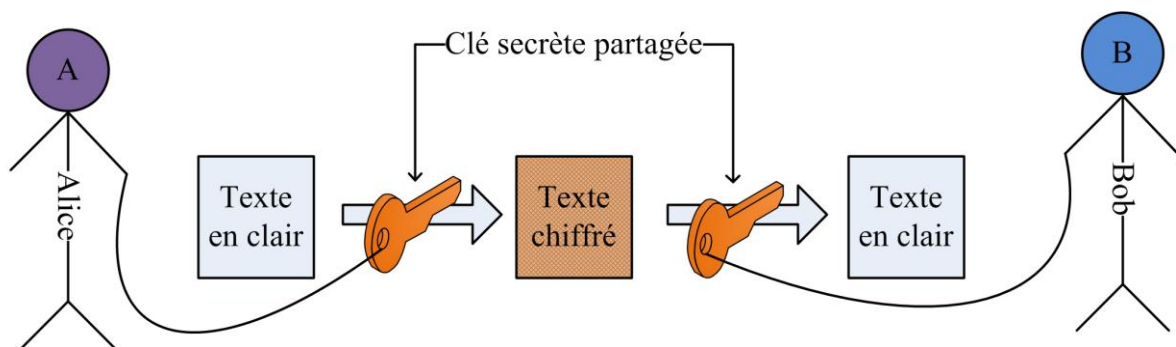 A
Clé secrète partagée
B
Alice
Texte
en clair
Texte
chiffré
Texte
en clair
Bob